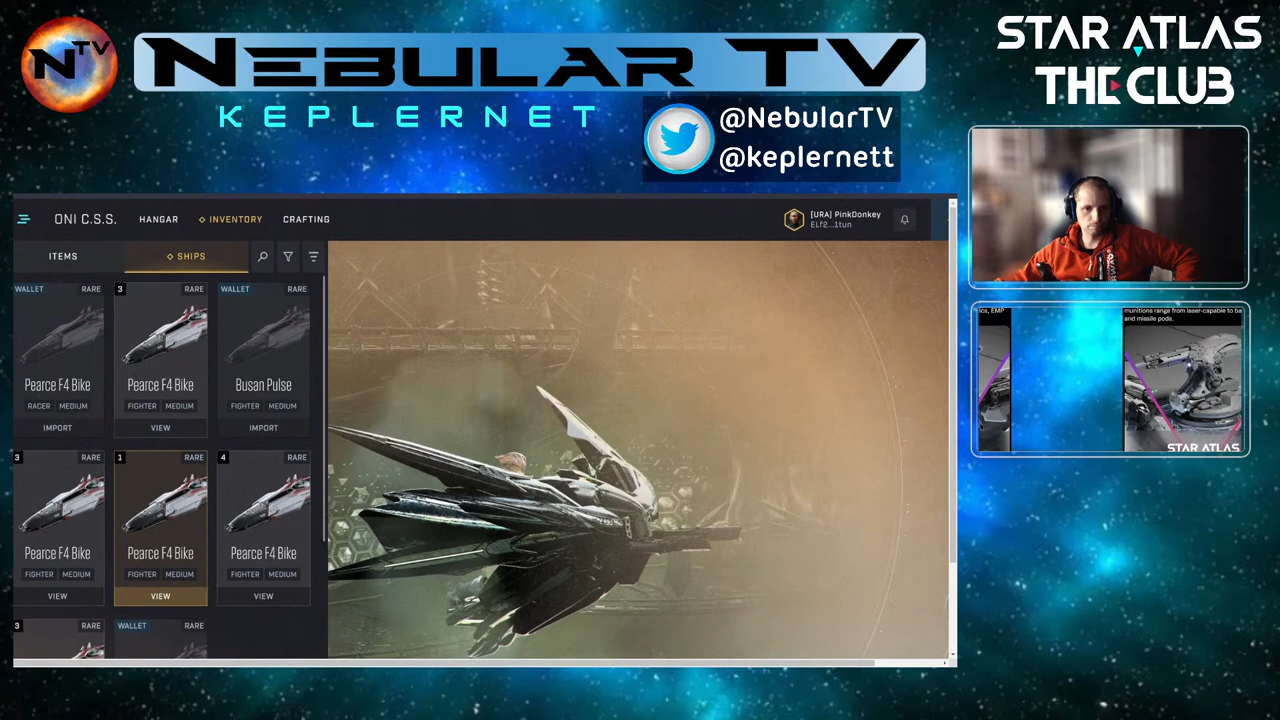 NTV
NEBULAR TV
KEPLERNET
@NebularTV
@keplernett
STAR ATLAS
THE CLUB
ONI C.S.S.
HANGAR
INVENTORY
CRAFTING
[URA] PinkDonkey
ELf2...1tun
ITEMS
SHIPS
WALLET RARE
Pearce F4 Bike
RACER MEDIUM
IMPORT
3 RARE
Pearce F4 Bike
FIGHTER MEDIUM
VIEW
WALLET RARE
Busan Pulse
FIGHTER MEDIUM
IMPORT
3 RARE
Pearce F4 Bike
FIGHTER MEDIUM
VIEW
1 RARE
Pearce F4 Bike
FIGHTER MEDIUM
VIEW
4 RARE
Pearce F4 Bike
FIGHTER MEDIUM
VIEW
3 RARE
WALLET RARE
ics, EMP
munitions range from laser-capable to ba
and missile pods.
STAR ATLAS